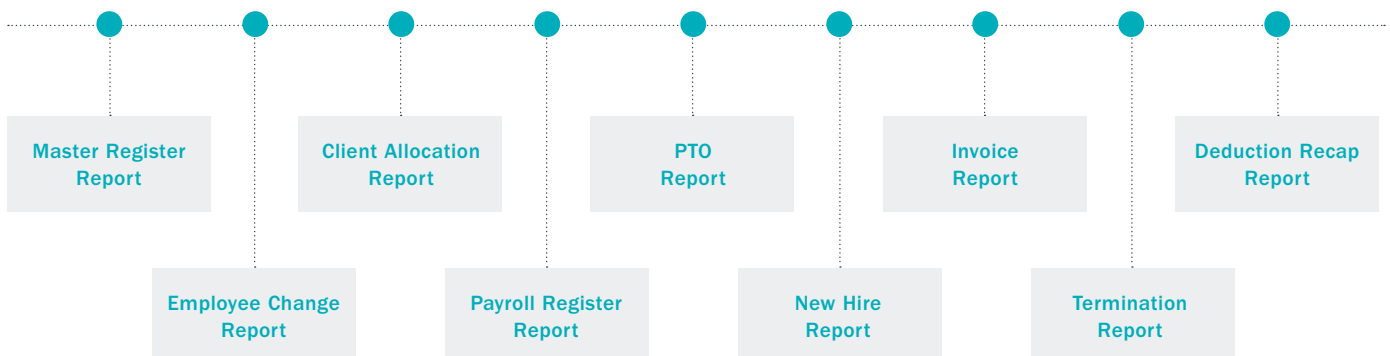 Master Register
Report
Client Allocation
Report
PTO
Report
Invoice
Report
Deduction Recap
Report
Employee Change
Report
Payroll Register
Report
New Hire
Report
Termination
Report